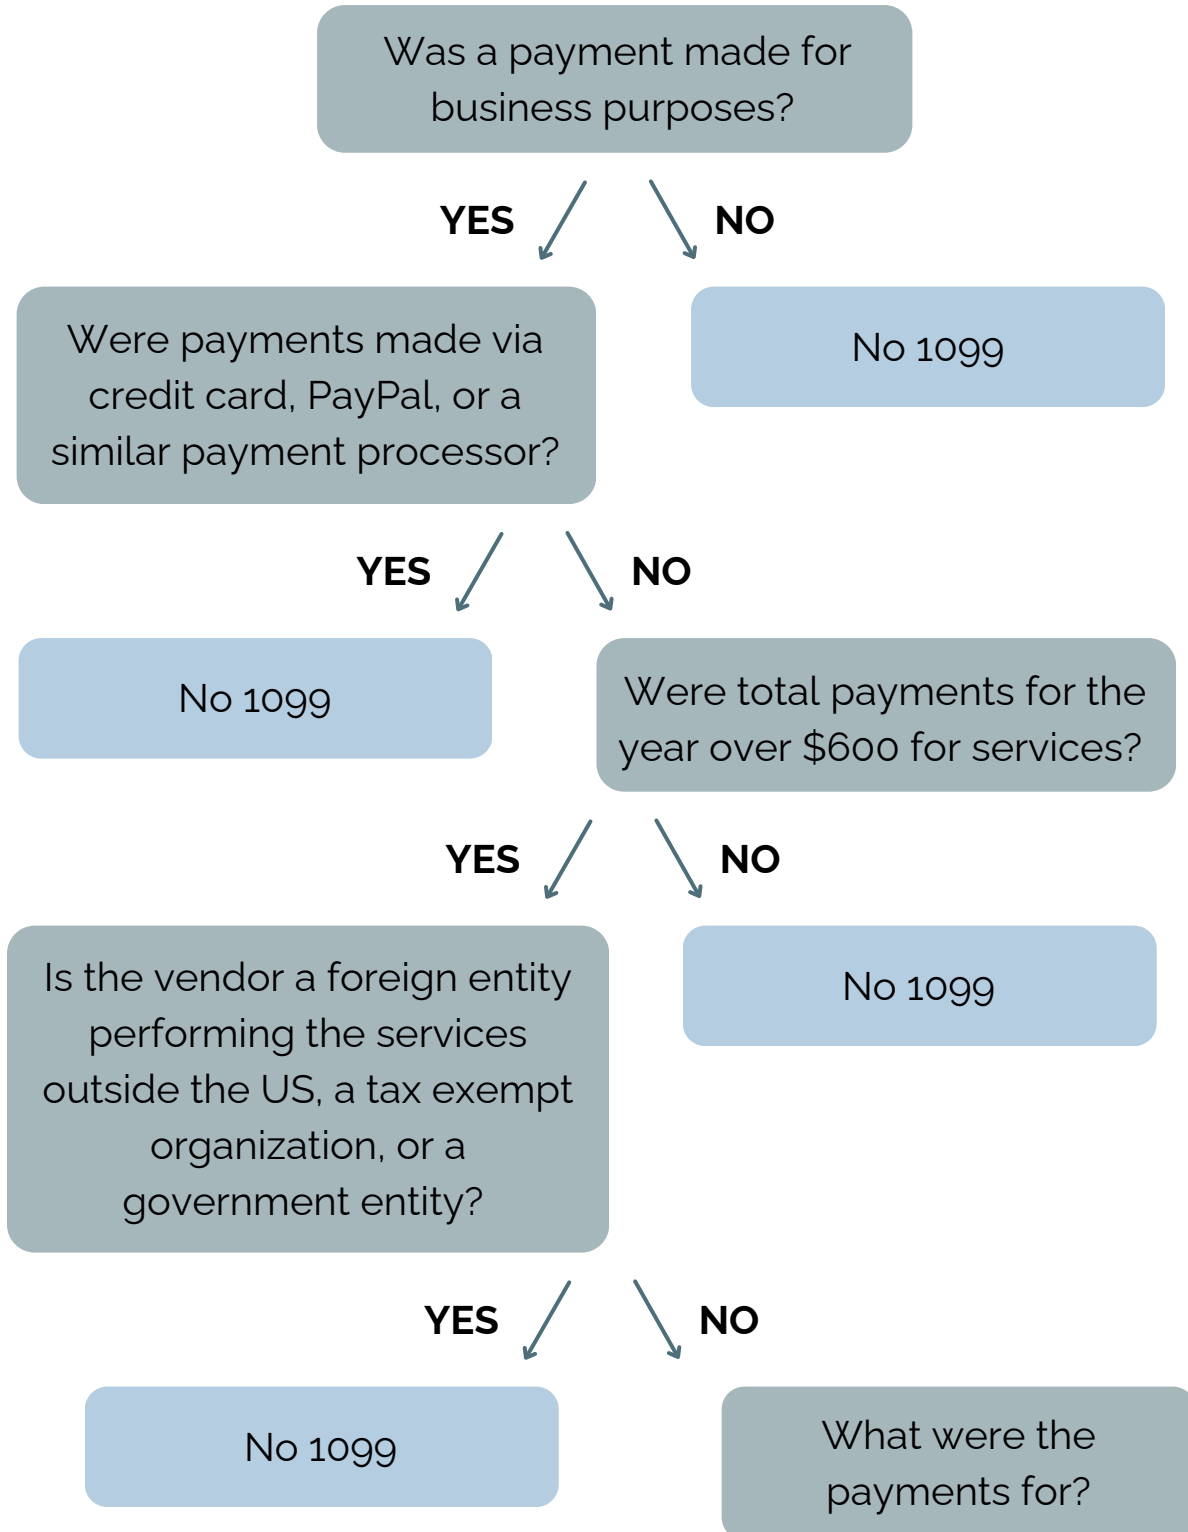 Was a payment made for
business purposes?
YES
NO
Were payments made via
credit card, PayPal, or a
similar payment processor?
No 1099
YES
NO
No 1099
Were total payments for the
year over $600 for services?
YES
NO
Is the vendor a foreign entity
performing the services
outside the US, a tax exempt
organization, or a
government entity?
No 1099
YES
NO
No 1099
What were the
payments for?